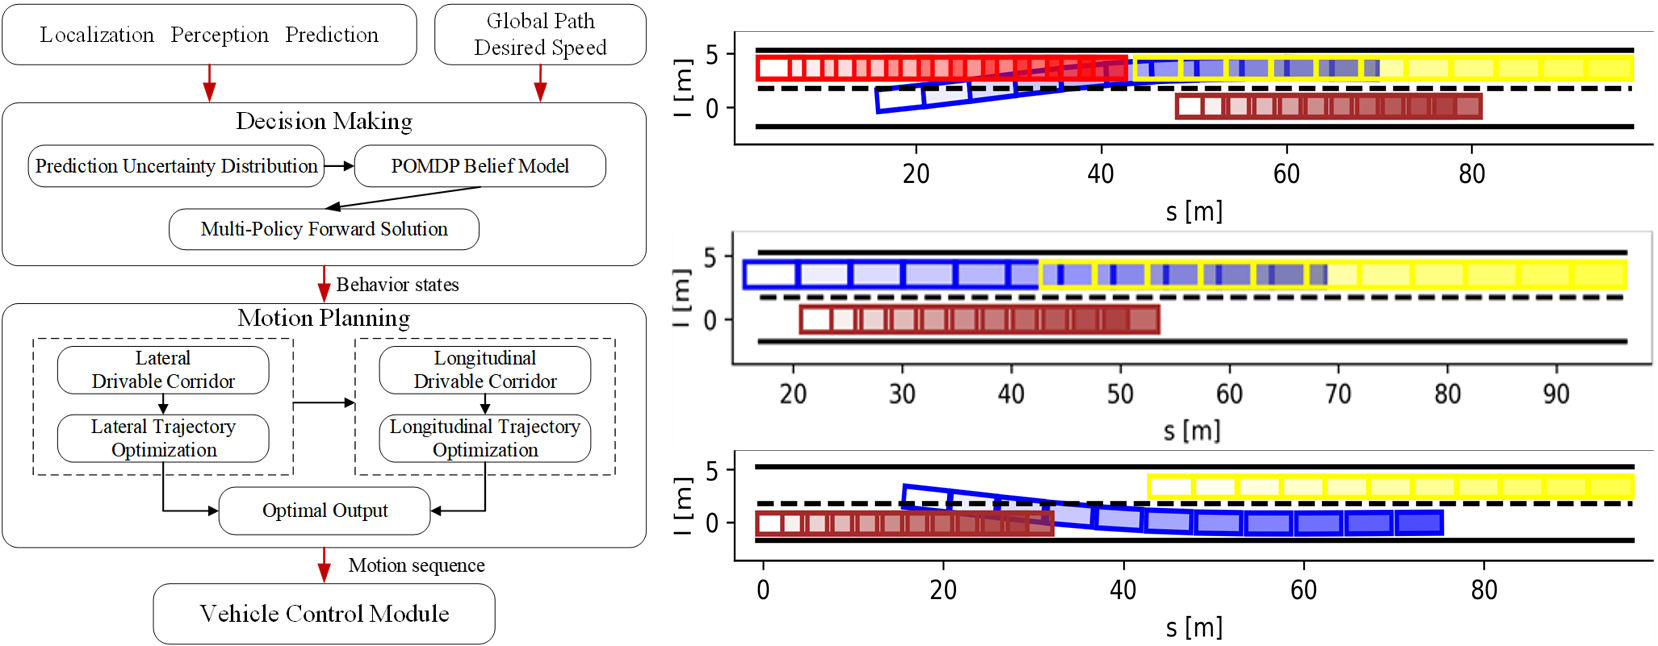 Localization Perception Prediction
Global Path
Desired Speed
Decision Making
Prediction Uncertainty Distribution
POMDP Belief Model
Multi-Policy Forward Solution
Behavior states
Motion Planning
Lateral
Drivable Corridor
Longitudinal
Drivable Corridor
Lateral Trajectory
Optimization
Longitudinal Trajectory
Optimization
Optimal Output
Motion sequence
Vehicle Control Module
l [m]
5
0
20 40 60 80
s [m]
l [m]
5
0
20 30 40 50 60 70 80 90
s [m]
l [m]
5
0
0 20 40 60 80
s [m]